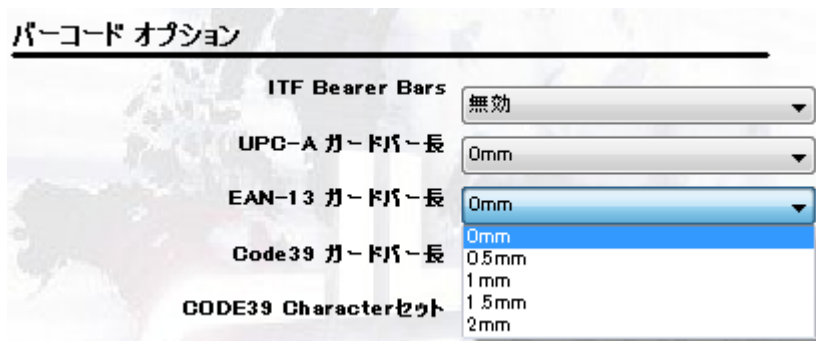 バーコード オプション
ITF Bearer Bars 無効
UPC-A ガードバー長 0mm
EAN-13 ガードバー長 0mm
0mm
Code39 ガードバー長 0.5mm
1mm
CODE39 Characterセット 1.5mm
2mm